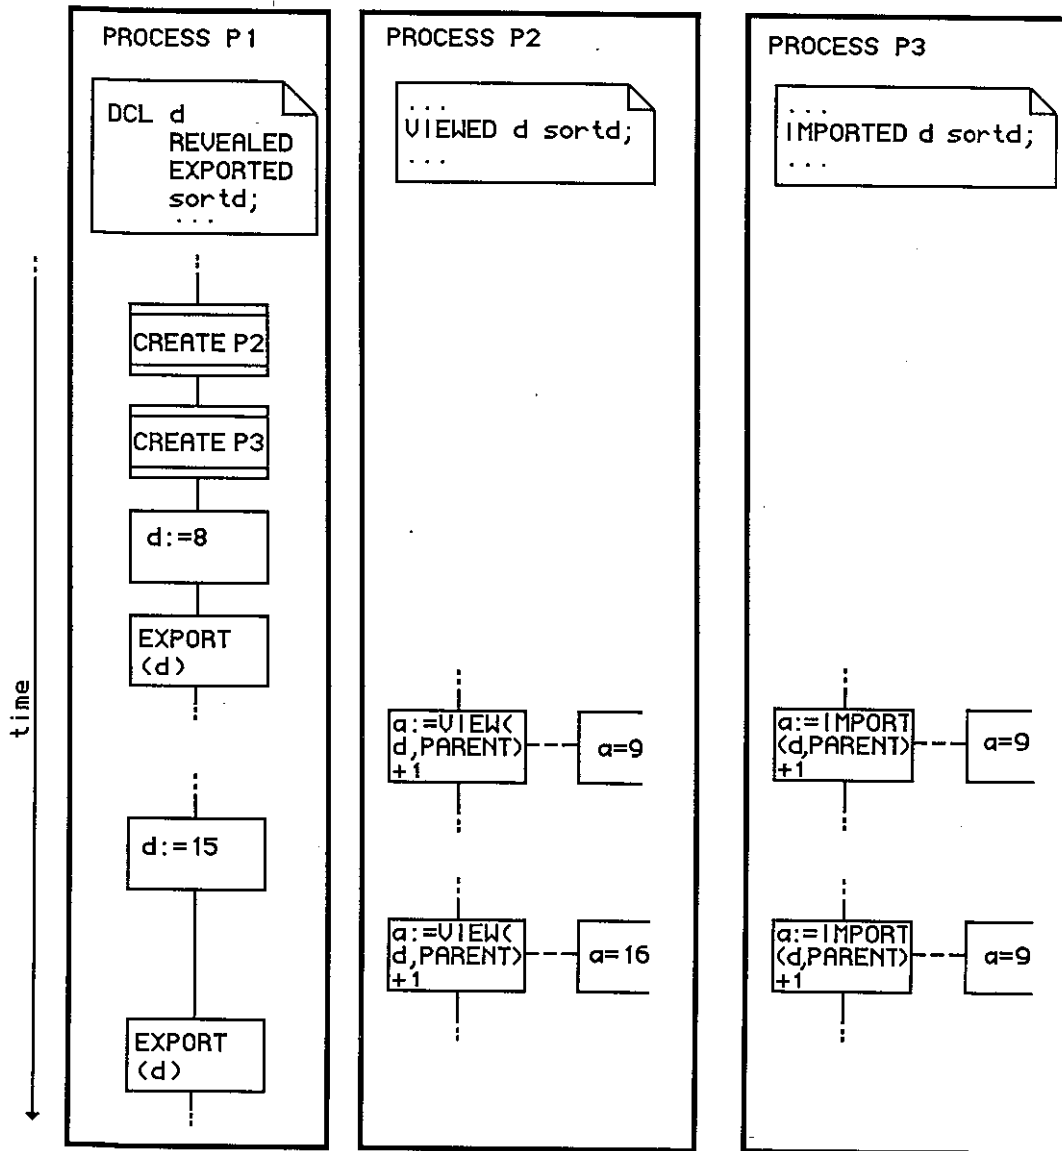 PROCESS P1
DCL d
REVEALED
EXPORTED
sortd;
...
CREATE P2
CREATE P3
d:=8
EXPORT
(d)
d:=15
EXPORT
(d)
time
PROCESS P2
...
VIEWED d sortd;
...
a:=VIEW(
d,PARENT)
+1
a=9
a:=VIEW(
d,PARENT)
+1
a=16
PROCESS P3
...
IMPORTED d sortd;
...
a:=IMPORT
(d,PARENT)
+1
a=9
a:=IMPORT
(d,PARENT)
+1
a=9